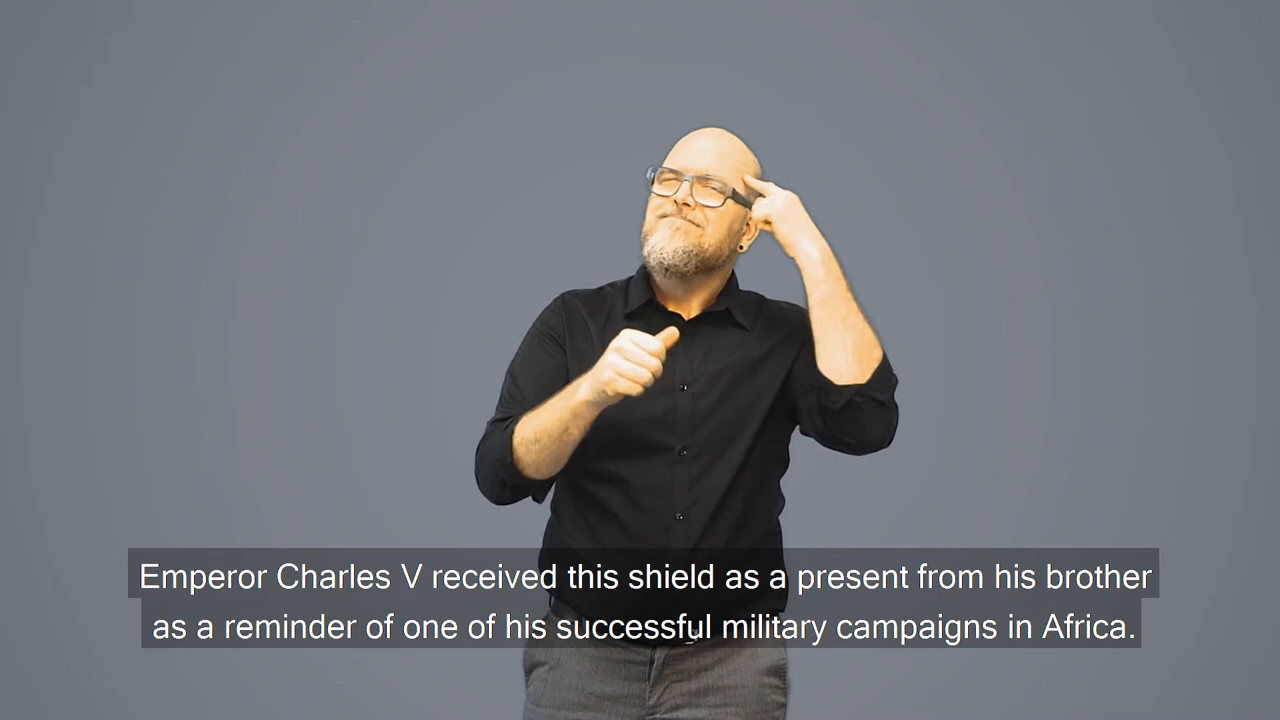 Emperor Charles V received this shield as a present from his brother
as a reminder of one of his successful military campaigns in Africa.